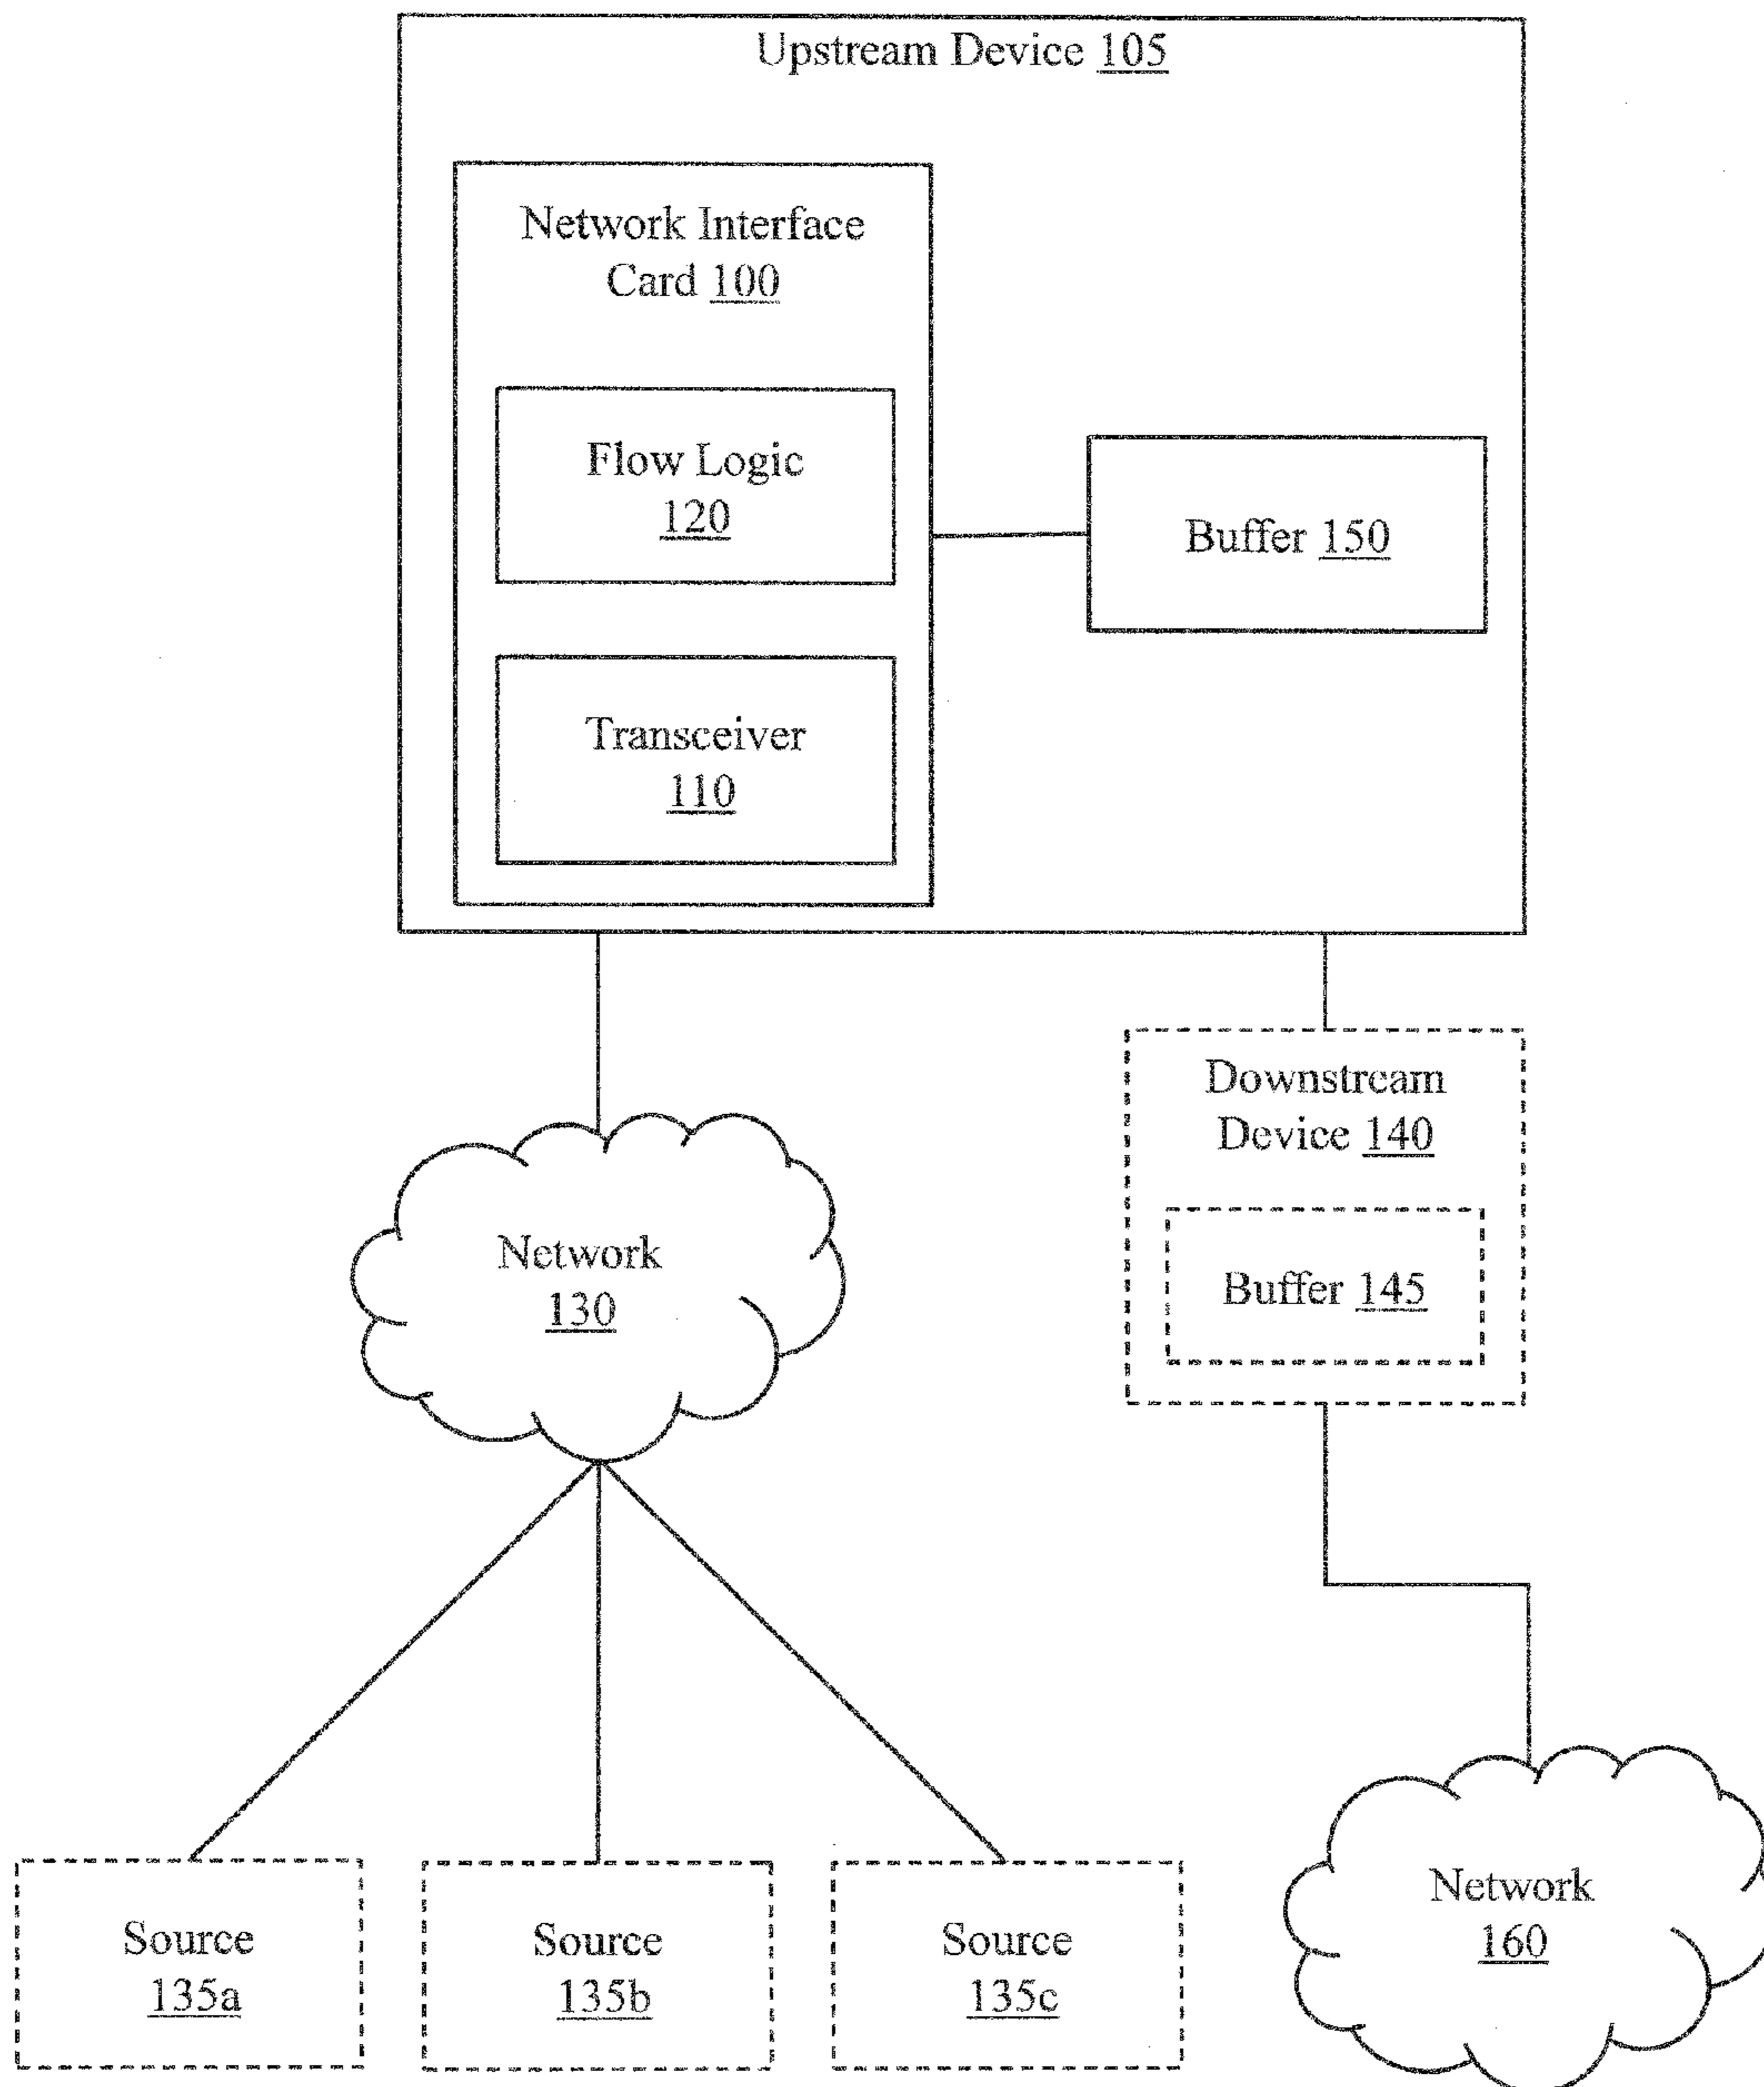 Upstream Device 105
Network Interface
Card 100
Flow Logic
120
Buffer 150
Transceiver
110
Downstream
Device 140
Buffer 145
Network
130
Source
135a
Source
135b
Source
135c
Network
160